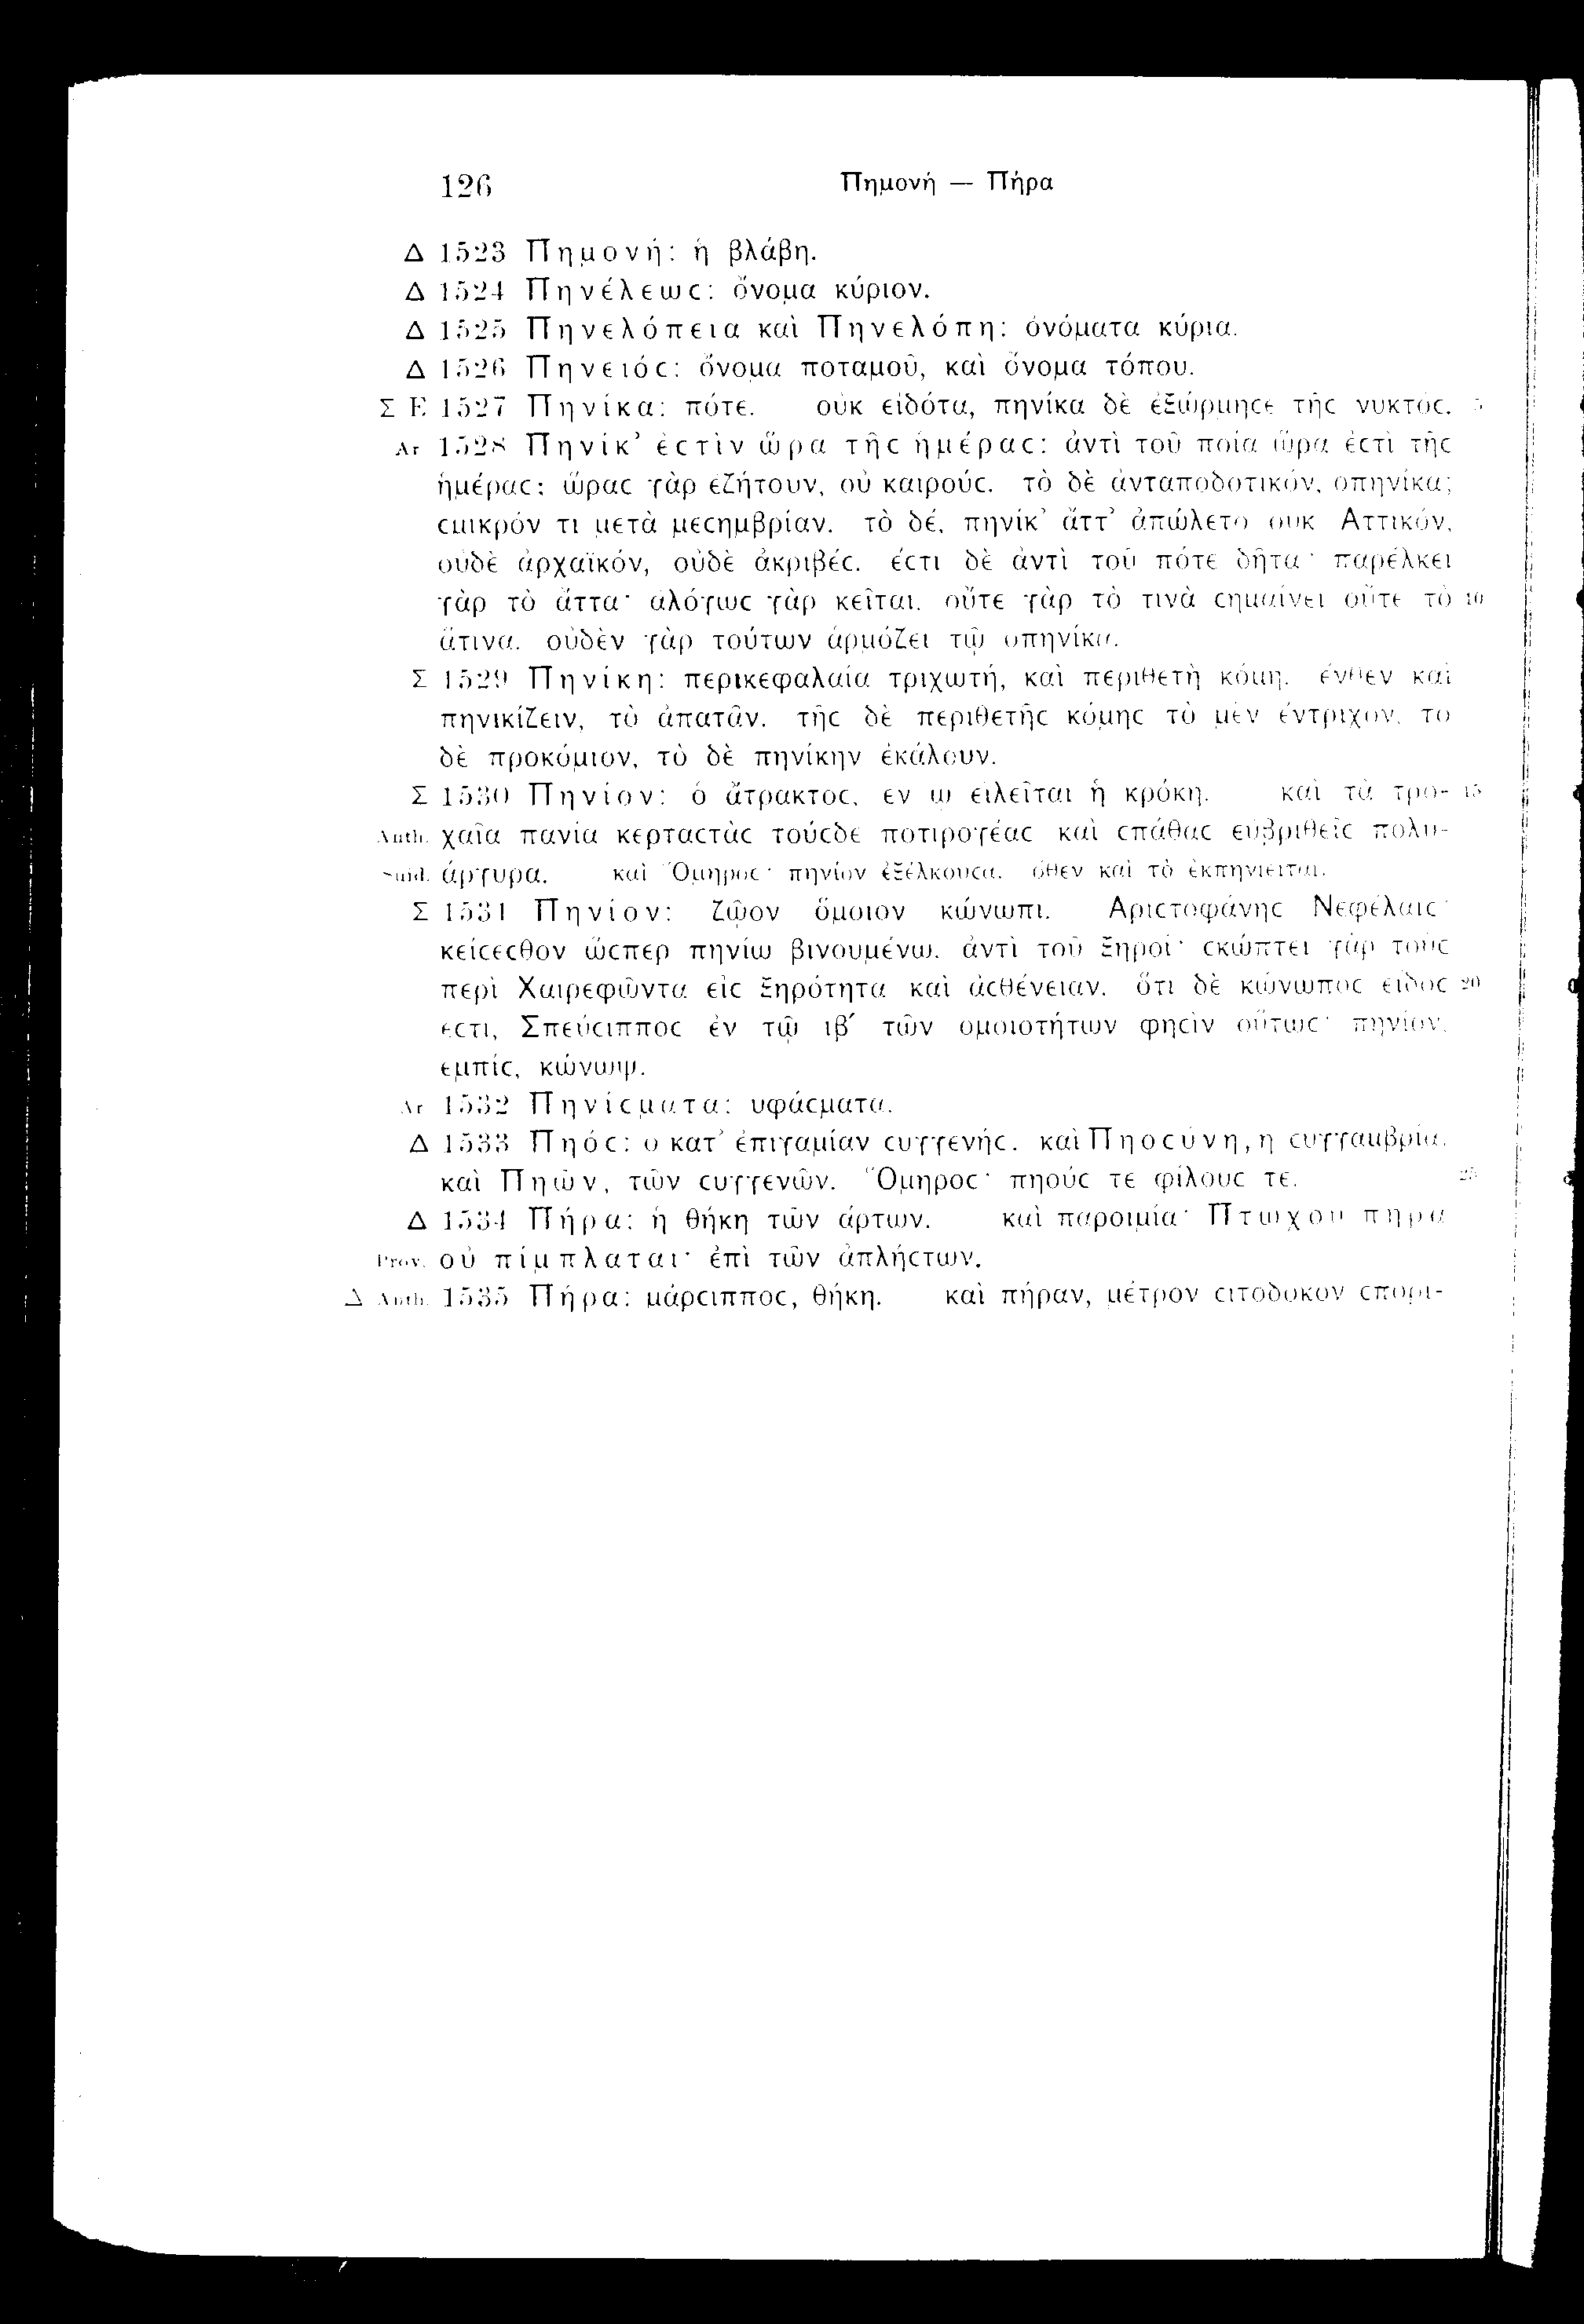 126 Πημονή — Πήρα
Δ 1523 Πημονή: ἡ βλάβη.
Δ 1524 Πηνέλεωϲ: ὄνομα κύριον.
Δ 1525 Πηνελόπεια καὶ Πηνελόπη: ὀνόματα κύρια.
Δ 1526 Πηνειόϲ: ὄνομα ποταμοῦ, καὶ ὄνομα τόπου.
Σ Ε 1527 Πηνίκα: πότε. οὐκ εἰδότα, πηνίκα δὲ ἐξώρμηϲε τῆϲ νυκτόϲ. 5
Ar 1528 Πηνίκ’ ἐϲτὶν ὥρα τῆϲ ἡμέραϲ: ἀντὶ τοῦ ποία ὥρα ἐϲτὶ τῆϲ
ἡμέραϲ; ὥραϲ γὰρ ἐζήτουν, οὐ καιρούϲ. τὸ δὲ ἀνταποδοτικόν, ὁπηνίκα;
ϲμικρόν τι μετὰ μεϲημβρίαν. τὸ δέ, πηνίκ’ ἄττ’ ἀπώλετο οὐκ Ἀττικόν,
οὐδὲ ἀρχαϊκόν, οὐδὲ ἀκριβέϲ. ἔϲτι δὲ ἀντὶ τοῦ πότε δῆτα· παρέλκει
γὰρ τὸ ἄττα· ἀλόγωϲ γὰρ κεῖται. οὔτε γὰρ τὸ τινὰ ϲημαίνει οὔτε τὸ 10
ἅτινα. οὐδὲν γὰρ τούτων ἁρμόζει τῷ ὁπηνίκα.
Σ 1529 Πηνίκη: περικεφαλαία τριχωτή, καὶ περιθετὴ κόμη. ἔνθεν καὶ
πηνικίζειν, τὸ ἀπατᾶν. τῆϲ δὲ περιθετῆϲ κόμηϲ τὸ μὲν ἔντριχον, τὸ
δὲ προκόμιον, τὸ δὲ πηνίκην ἐκάλουν.
Σ 1530 Πηνίον: ὁ ἄτρακτοϲ, ἐν ᾧ εἱλεῖται ἡ κρόκη. καὶ τὰ τρο- 15
Anth. χαῖα πανία κερταϲτὰϲ τούϲδε ποτιρογέαϲ καὶ ϲπάθαϲ εὐβριθεῖϲ πολυ-
Suid. άργυρα. καὶ Ὅμηροϲ· πηνίον ἐξέλκουϲα. ὅθεν καὶ τὸ ἐκπηνιεῖται.
Σ 1531 Πηνίον: ζῷον ὅμοιον κώνωπι. Ἀριϲτοφάνηϲ Νεφέλαιϲ·
κείϲεϲθον ὥϲπερ πηνίω βινουμένω. ἀντὶ τοῦ ξηροί· ϲκώπτει γὰρ τοὺϲ
περὶ Χαιρεφῶντα εἰϲ ξηρότητα καὶ ἀϲθένειαν. ὅτι δὲ κώνωποϲ εἶδόϲ 20
ἐϲτι, Σπεύϲιπποϲ ἐν τῷ ιβ΄ τῶν ὁμοιοτήτων φηϲὶν οὕτωϲ· πηνίον,
ἐμπίϲ, κώνωψ.
Ar 1532 Πηνίϲματα: ὑφάϲματα.
Δ 1533 Πηόϲ: ὁ κατ’ ἐπιγαμίαν ϲυγγενήϲ. καὶ Πηοϲύνη, ἡ ϲυγγαμβρία.
καὶ Πηῶν, τῶν ϲυγγενῶν. Ὅμηροϲ· πηούϲ τε φίλουϲ τε. 25
Δ 1534 Πήρα: ἡ θήκη τῶν ἄρτων. καὶ παροιμία· Πτωχοῦ πήρα
Prov. οὐ πίμπλαται· ἐπὶ τῶν ἀπλήϲτων.
Δ Anth. 1535 Πήρα: μάρϲιπποϲ, θήκη. καὶ πήραν, μέτρον ϲιτοδόκον ϲπορι-